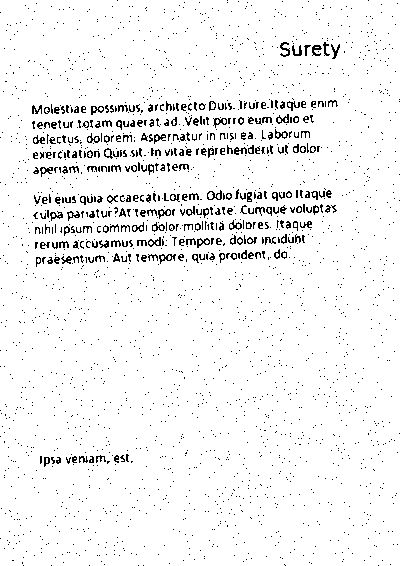 Surety
Molestiae possimus, architecto Duis. Irure Itaque enim
tenetur totam quaerat ad. Velit porro eum odio et
delectus, dolorem. Aspernatur in nisi ea. Laborum
exercitation Quis sit. In vitae reprehenderit ut dolor
aperiam, minim voluptatem.
Vel eius quia occaecati Lorem. Odio fugiat quo Itaque
culpa pariatur? At tempor voluptate. Cumque voluptas
nihil ipsum commodi dolor mollitia dolores. Itaque
rerum accusamus modi. Tempore, dolor incidunt
praesentium. Aut tempore, quia proident, do.
Ipsa veniam, est.